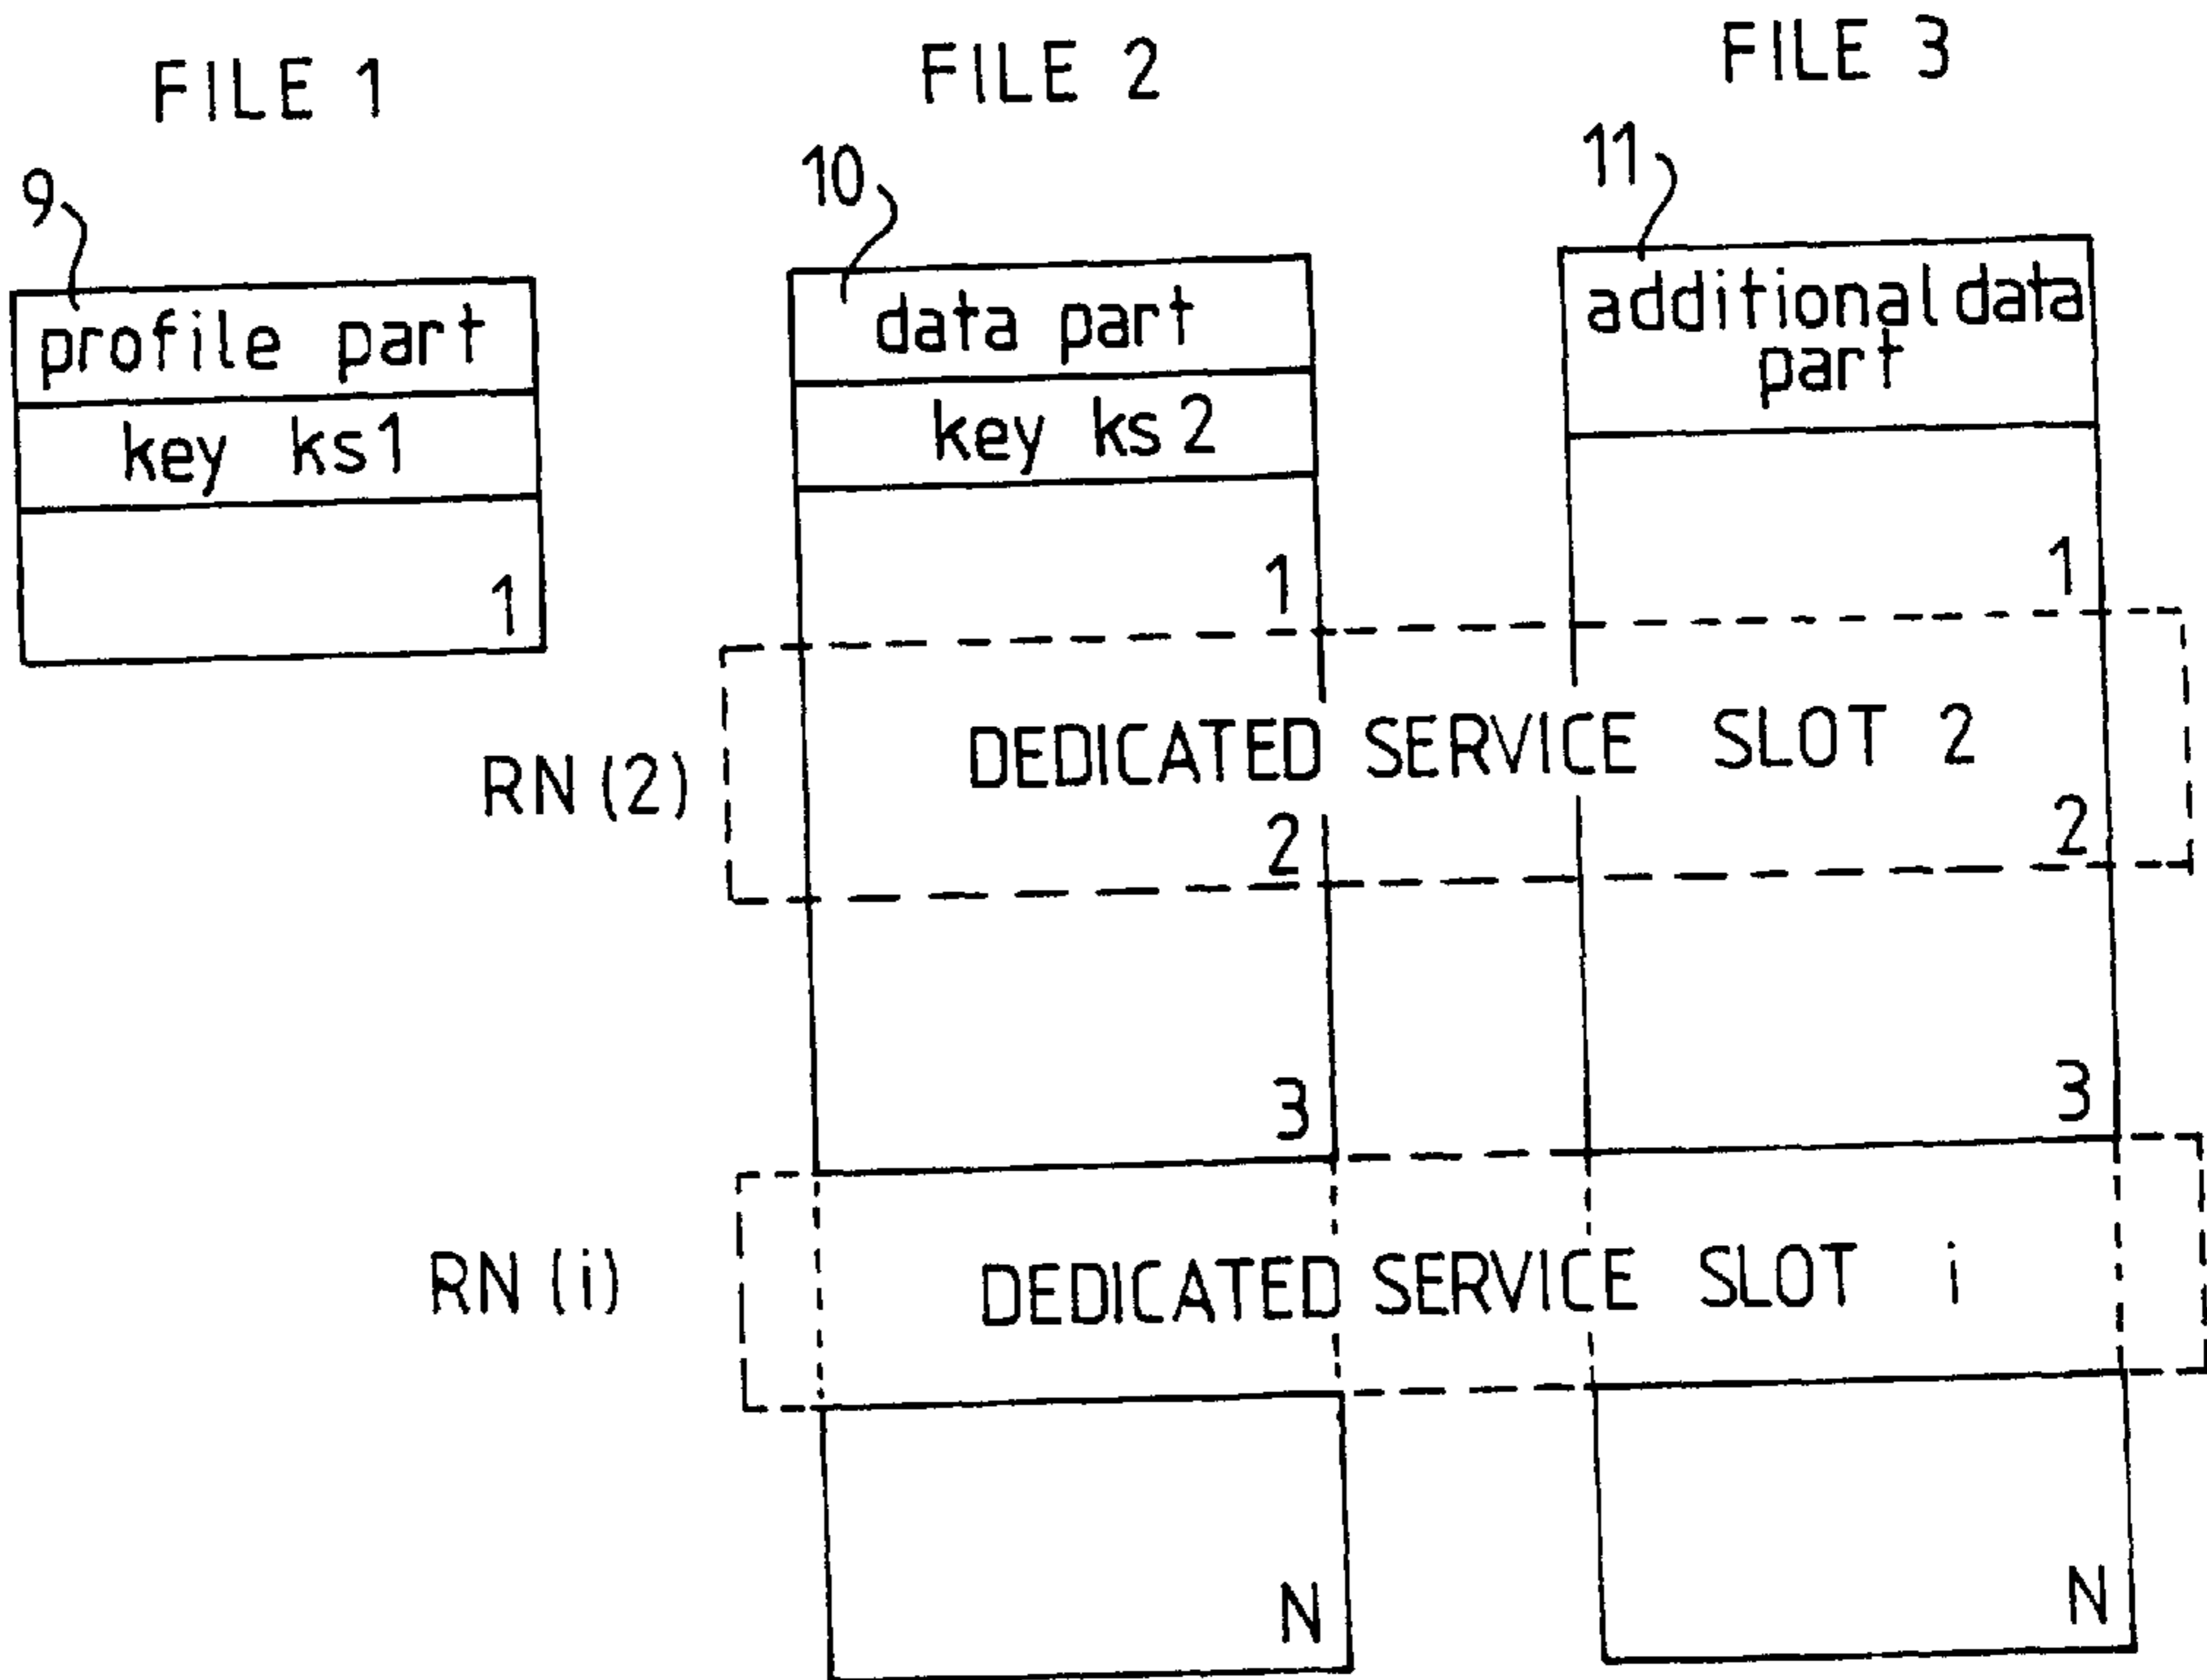 FILE 1
FILE 2
FILE 3
9
10
11
profile part
key ks1
1
data part
key ks2
1
additional data
part
1
RN(2)
DEDICATED SERVICE SLOT 2
2
2
3
3
RN(i)
DEDICATED SERVICE SLOT i
N
N